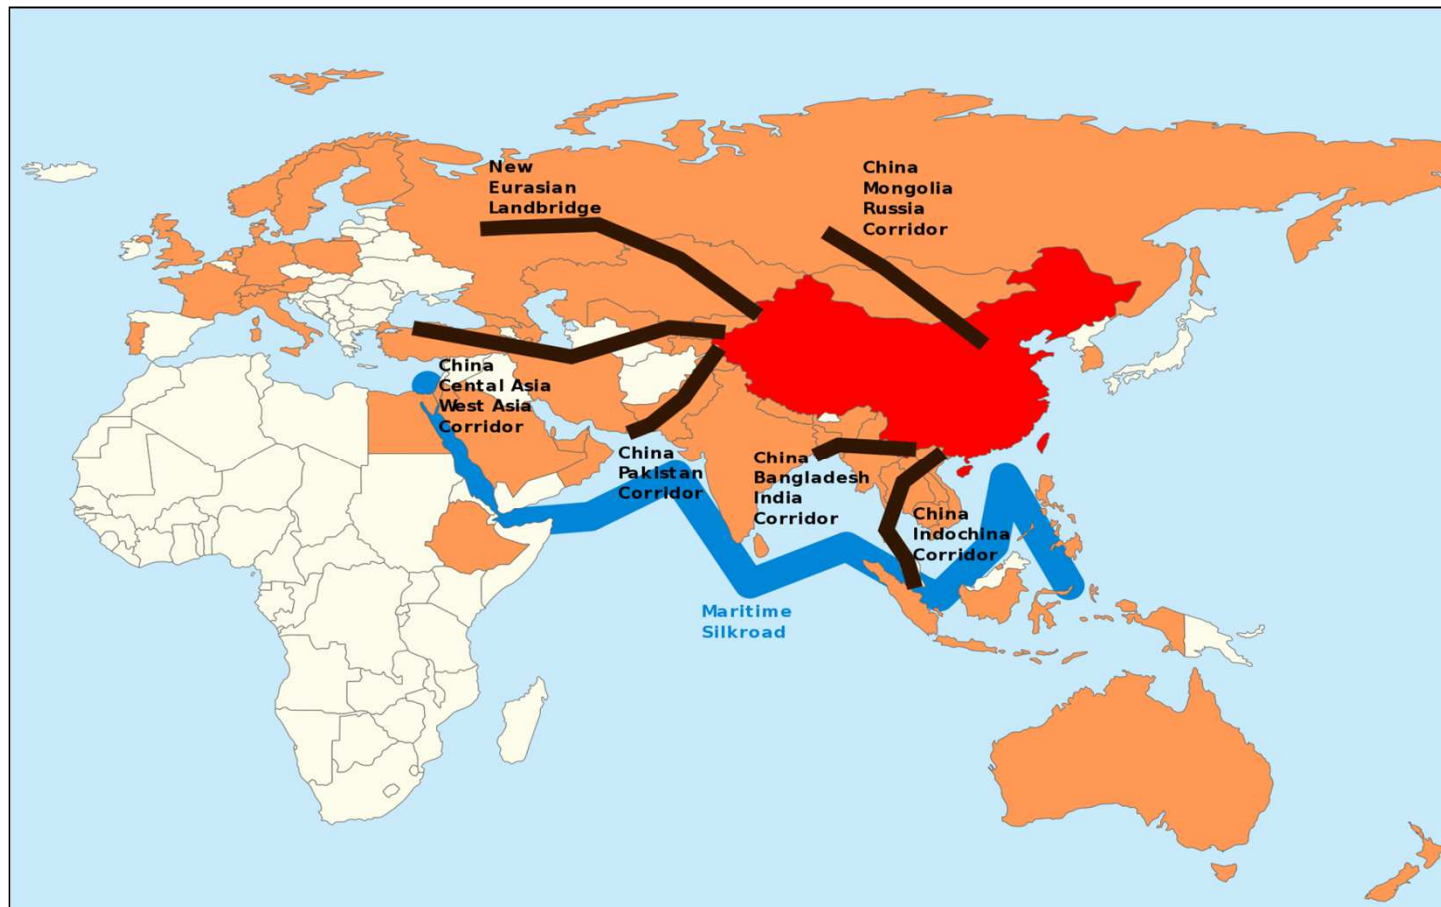 New
Eurasian
Landbridge
China
Mongolia
Russia
Corridor
China
Cental Asia
West Asia
Corridor
China
Pakistan
Corridor
China
Bangladesh
India
Corridor
China
Indochina
Corridor
Maritime
Silkroad